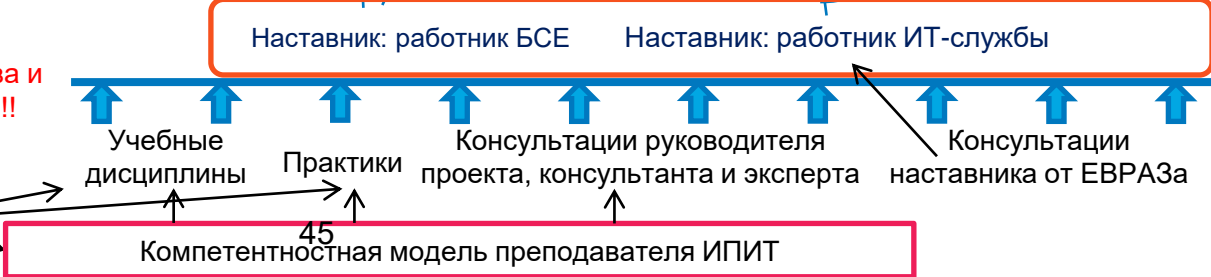 Наставник: работник БСЕ
Наставник: работник ИТ-службы
ва и
!!
Учебные
дисциплины
Практики
Консультации руководителя
проекта, консультанта и эксперта
Консультации
наставника от ЕВРАЗа
45
Компетентностная модель преподавателя ИПИТ